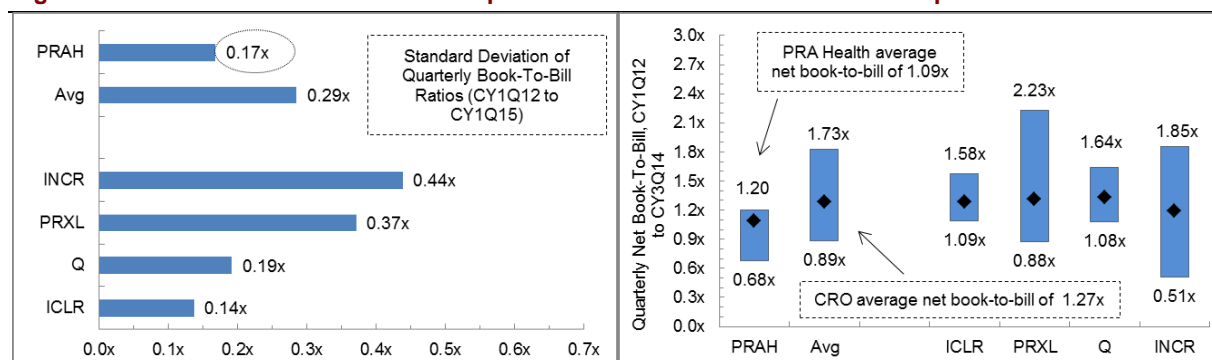 PRAH
0.17x
Avg
0.29x
INCR
0.44x
PRXL
0.37x
Q
0.19x
ICLR
0.14x
0.0x 0.1x 0.2x 0.3x 0.4x 0.5x 0.6x 0.7x
Standard Deviation of
Quarterly Book-To-Bill
Ratios (CY1Q12 to
CY1Q15)
Quarterly Net Book-To-Bill, CY1Q12
to CY3Q14
3.0x
2.7x
2.4x
2.1x
1.8x
1.5x
1.2x
0.9x
0.6x
0.3x
0.0x
PRA Health average
net book-to-bill of 1.09x
1.20
0.68x
1.73x
0.89x
1.58x
1.09x
2.23x
0.88x
1.64x
1.08x
1.85x
0.51x
CRO average net book-to-bill of 1.27x
PRAH Avg ICLR PRXL Q INCR